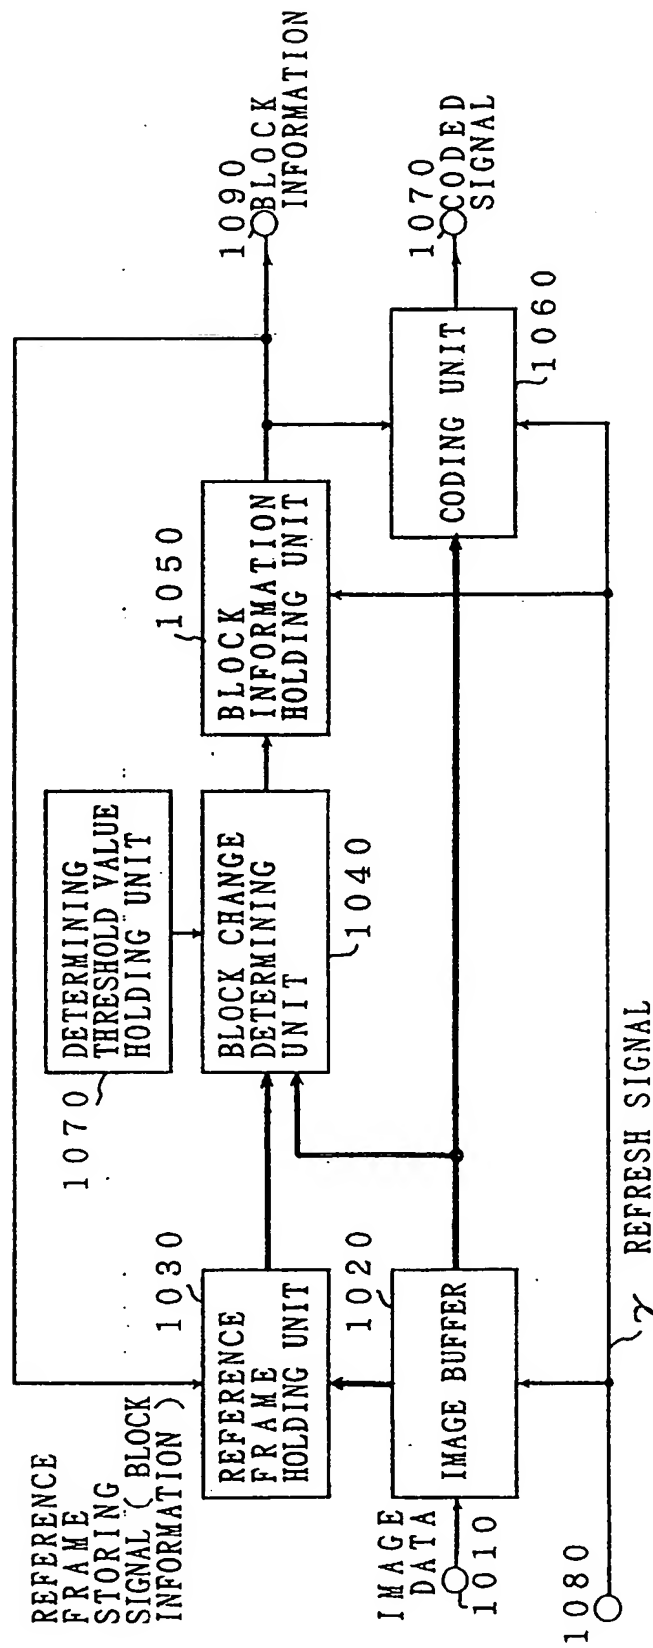 REFERENCE
FRAME
STORING
SIGNAL ( BLOCK
INFORMATION )
1070
DETERMINING
THRESHOLD VALUE
HOLDING UNIT
1030
REFERENCE
FRAME
HOLDING UNIT
BLOCK CHANGE
DETERMINING
UNIT
1040
1050
BLOCK
INFORMATION
HOLDING UNIT
1090
BLOCK
INFORMATION
IMAGE
DATA
1010
1020
IMAGE BUFFER
CODING UNIT
1060
1070
CODED
SIGNAL
1080
γ
REFRESH SIGNAL